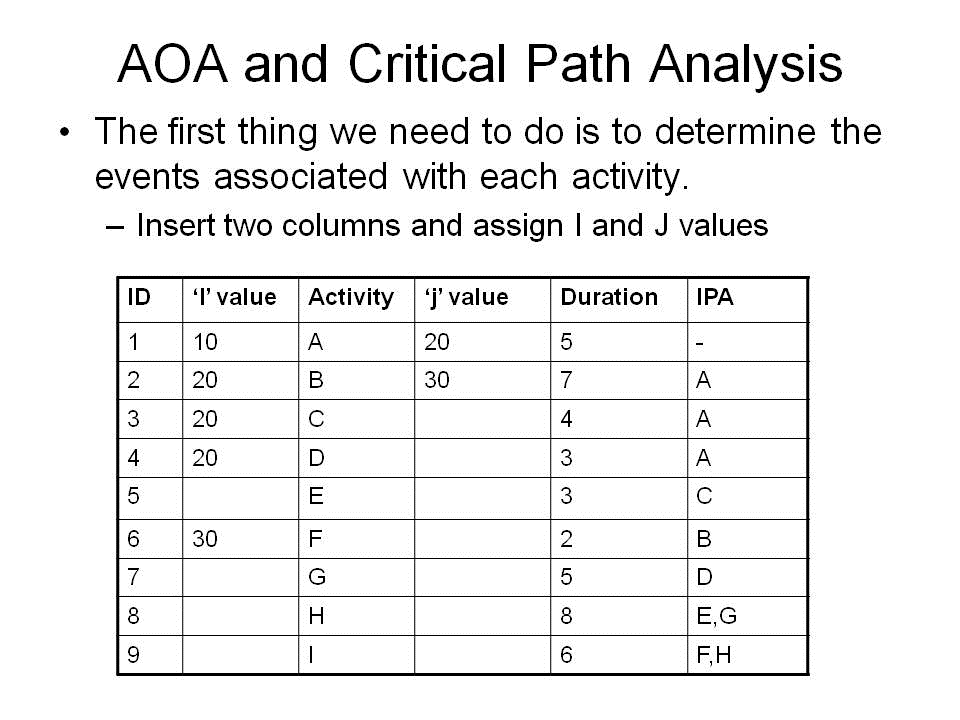 AOA and Critical Path Analysis
• The first thing we need to do is to determine the
events associated with each activity.
– Insert two columns and assign I and J values
ID ‘I’ value Activity ‘j’ value Duration IPA
1 10 A 20 5 -
2 20 B 30 7 A
3 20 C 4 A
4 20 D 3 A
5 E 3 C
6 30 F 2 B
7 G 5 D
8 H 8 E,G
9 I 6 F,H